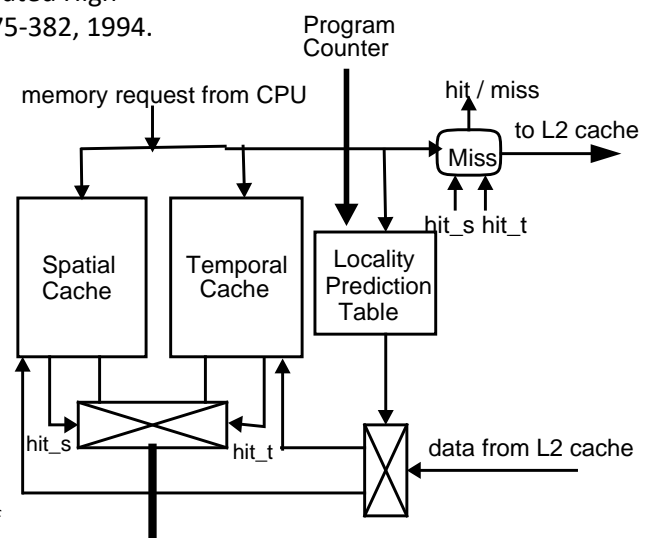 75-382, 1994.
Program
Counter
memory request from CPU
hit / miss
to L2 cache
Miss
hit_s hit_t
Spatial
Cache
Temporal
Cache
Locality
Prediction
Table
hit_s
hit_t
data from L2 cache